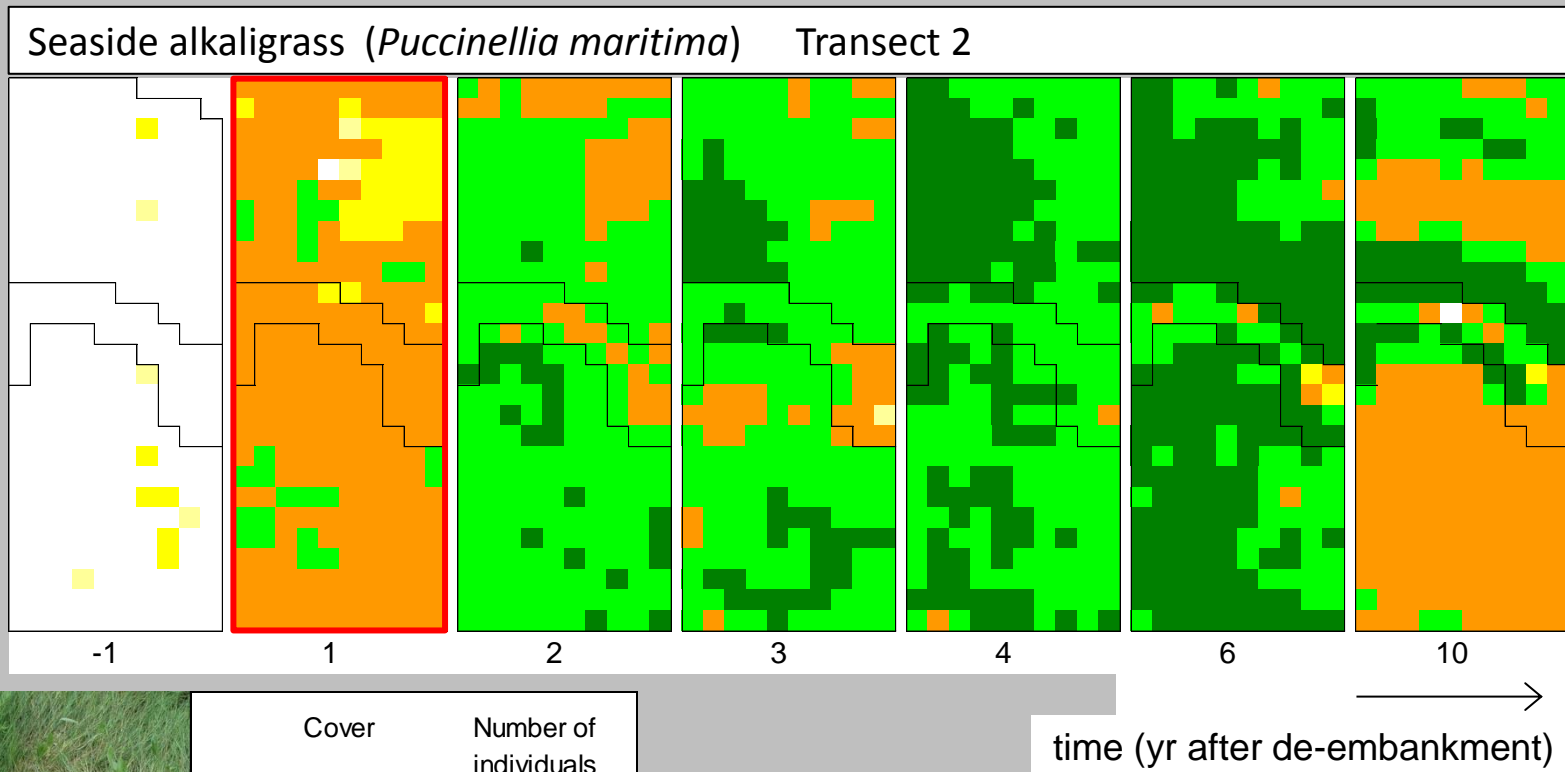 Seaside alkaligrass (Puccinellia maritima) Transect 2
-1 1 2 3 4 6 10
Cover Number of
individuals
time (yr after de-embankment)